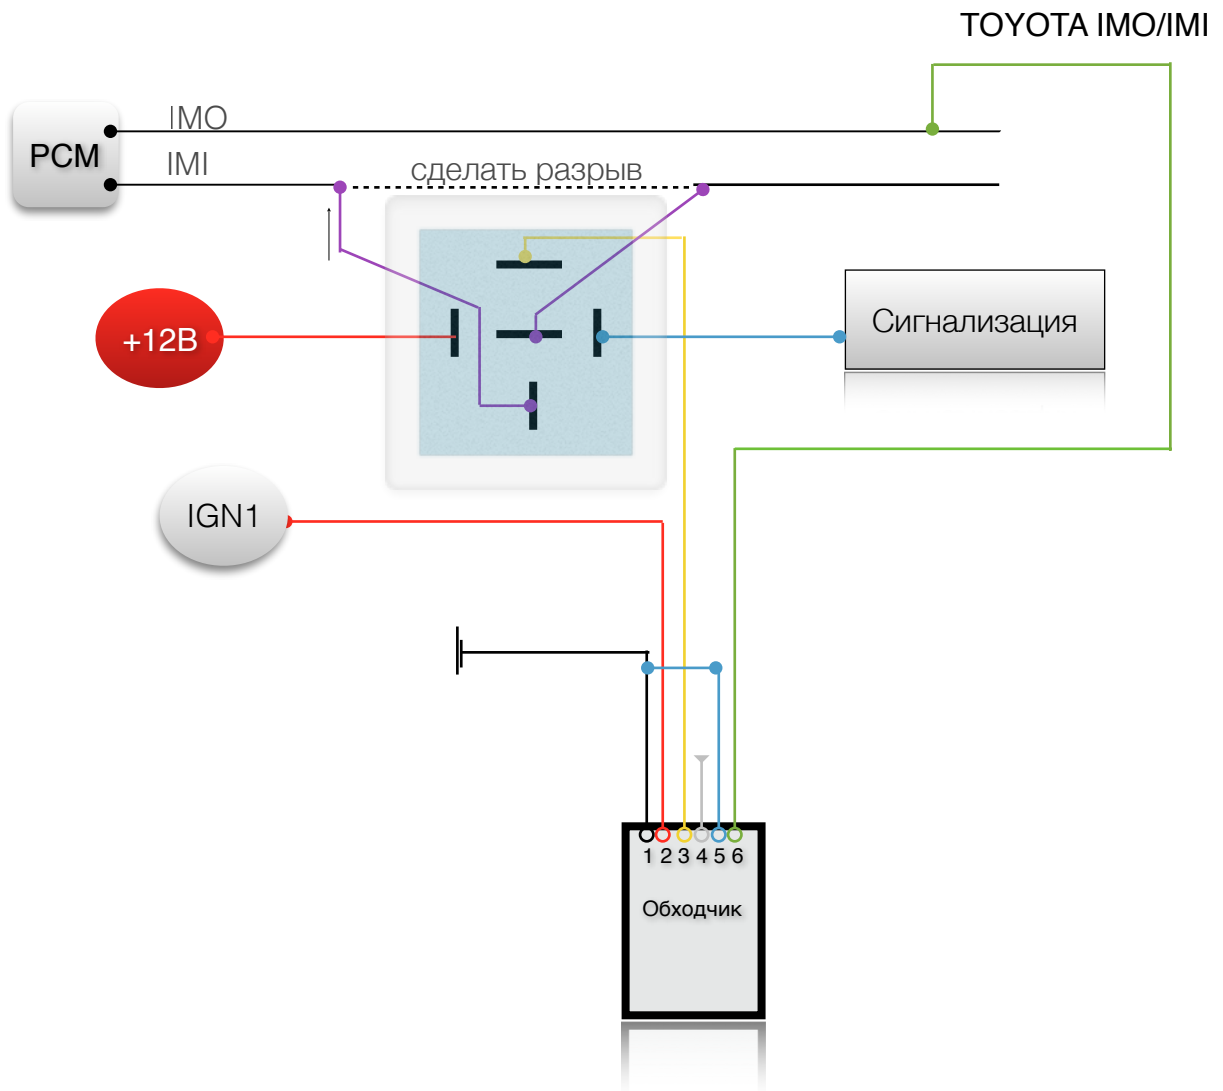 TOYOTA IMO/IMI
IMO
PCM
IMI
сделать разрыв
+12В
Сигнализация
IGN1
1 2 3 4 5 6
Обходчик